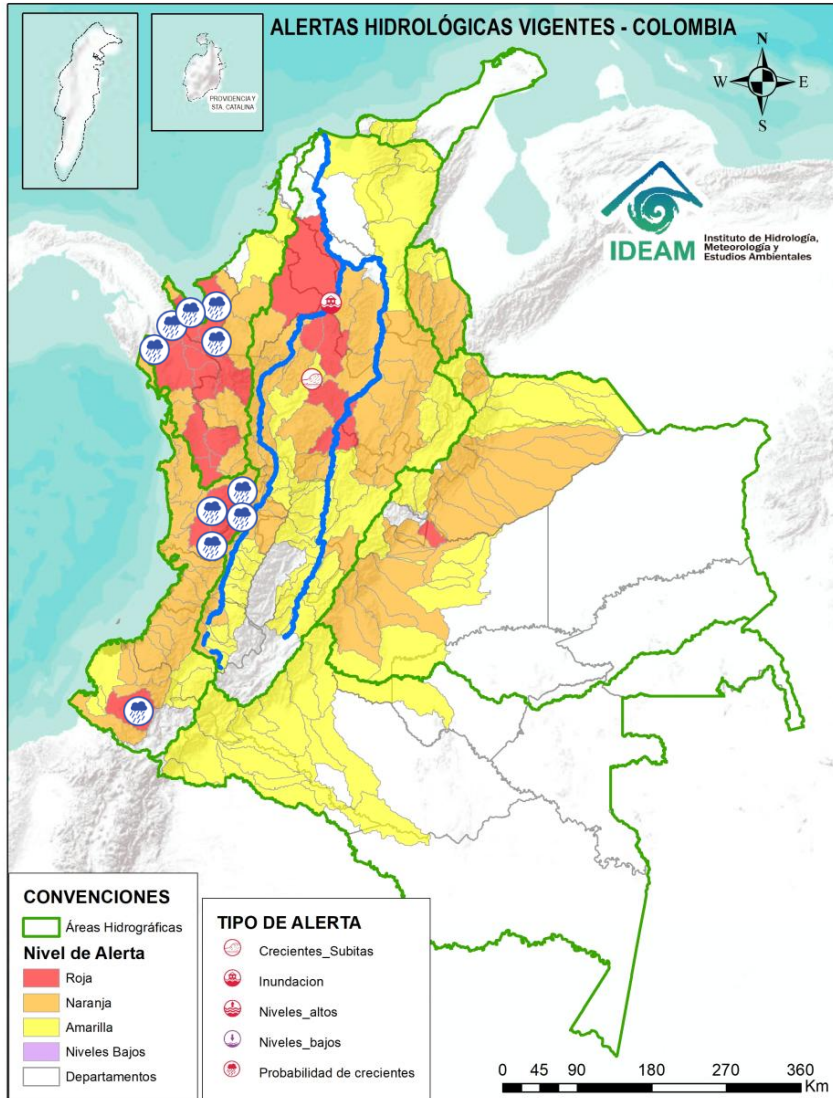 ALERTAS HIDROLÓGICAS VIGENTES - COLOMBIA
PROVIDENCIA Y
STA. CATALINA
N
W
E
S
IDEAM
Instituto de Hidrología,
Meteorología y
Estudios Ambientales
CONVENCIONES
Áreas Hidrográficas
Nivel de Alerta
Roja
Naranja
Amarilla
Niveles Bajos
Departamentos
TIPO DE ALERTA
Crecientes_Subitas
Inundacion
Niveles_altos
Niveles_bajos
Probabilidad de crecientes
0 45 90 180 270 360
Km